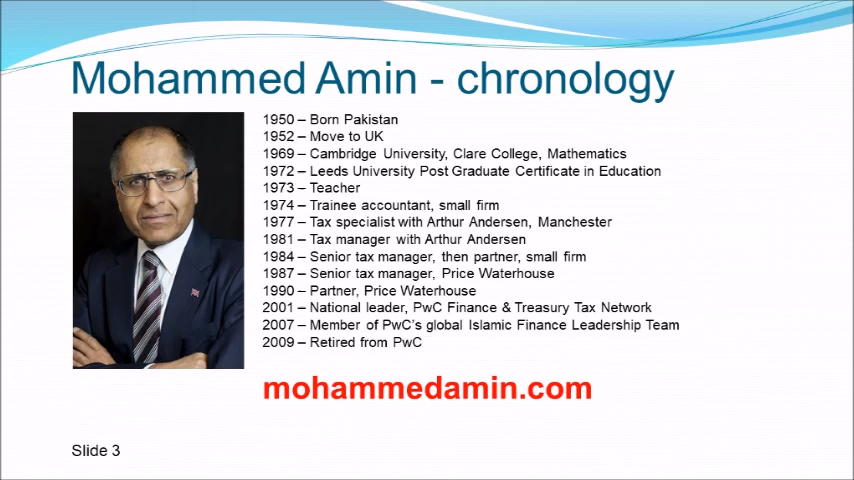 Mohammed Amin - chronology
1950 – Born Pakistan
1952 – Move to UK
1969 – Cambridge University, Clare College, Mathematics
1972 – Leeds University Post Graduate Certificate in Education
1973 – Teacher
1974 – Trainee accountant, small firm
1977 – Tax specialist with Arthur Andersen, Manchester
1981 – Tax manager with Arthur Andersen
1984 – Senior tax manager, then partner, small firm
1987 – Senior tax manager, Price Waterhouse
1990 – Partner, Price Waterhouse
2001 – National leader, PwC Finance & Treasury Tax Network
2007 – Member of PwC's global Islamic Finance Leadership Team
2009 – Retired from PwC
mohammedamin.com
Slide 3